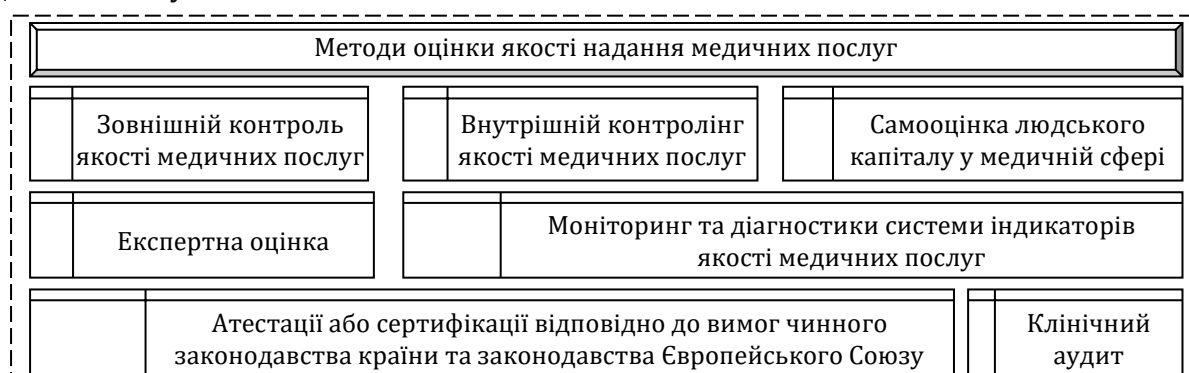 Методи оцінки якості надання медичних послуг
Зовнішній контроль
якості медичних послуг
Внутрішній контролінг
якості медичних послуг
Самооцінка людського
капіталу у медичній сфері
Експертна оцінка
Моніторинг та діагностики системи індикаторів
якості медичних послуг
Атестації або сертифікації відповідно до вимог чинного
законодавства країни та законодавства Європейського Союзу
Клінічний
аудит